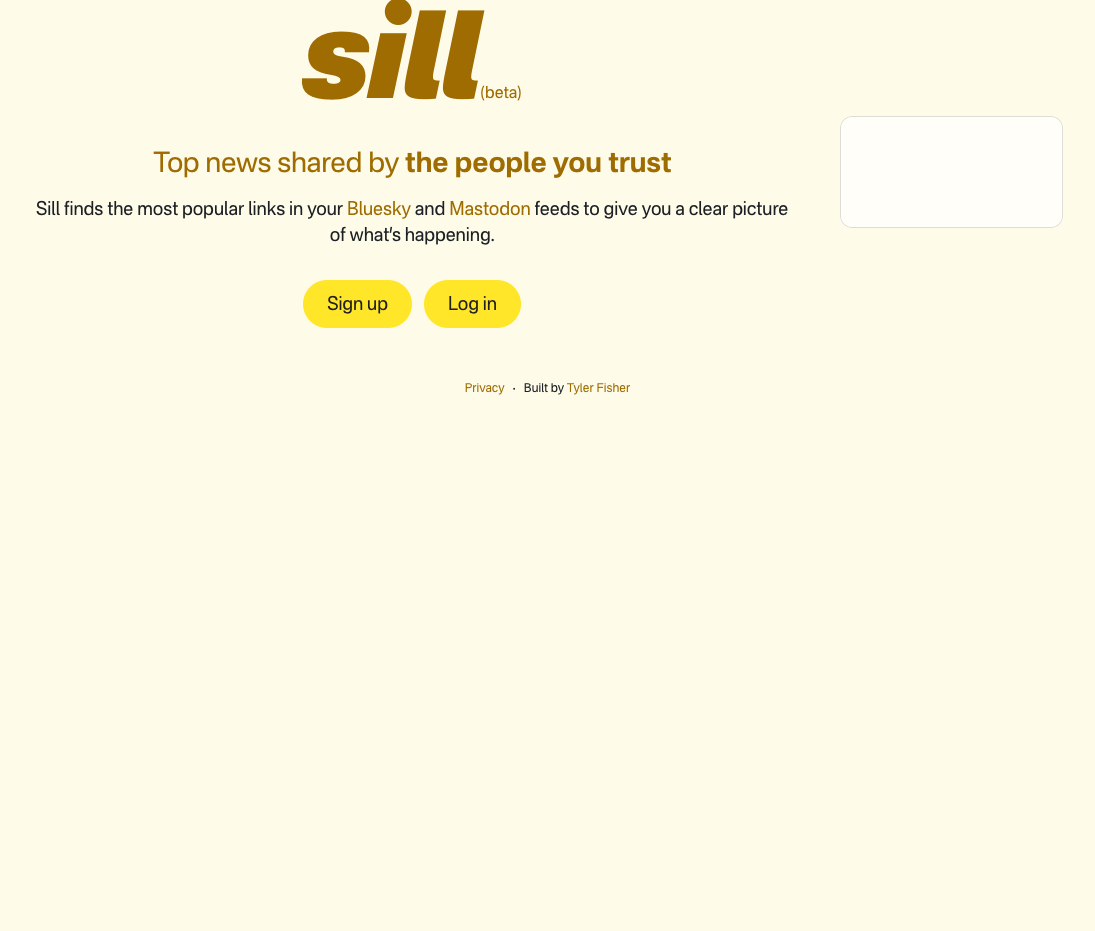 sill (beta)
Top news shared by the people you trust
Sill finds the most popular links in your Bluesky and Mastodon feeds to give you a clear picture
of what's happening.
Sign up Log in
Privacy · Built by Tyler Fisher